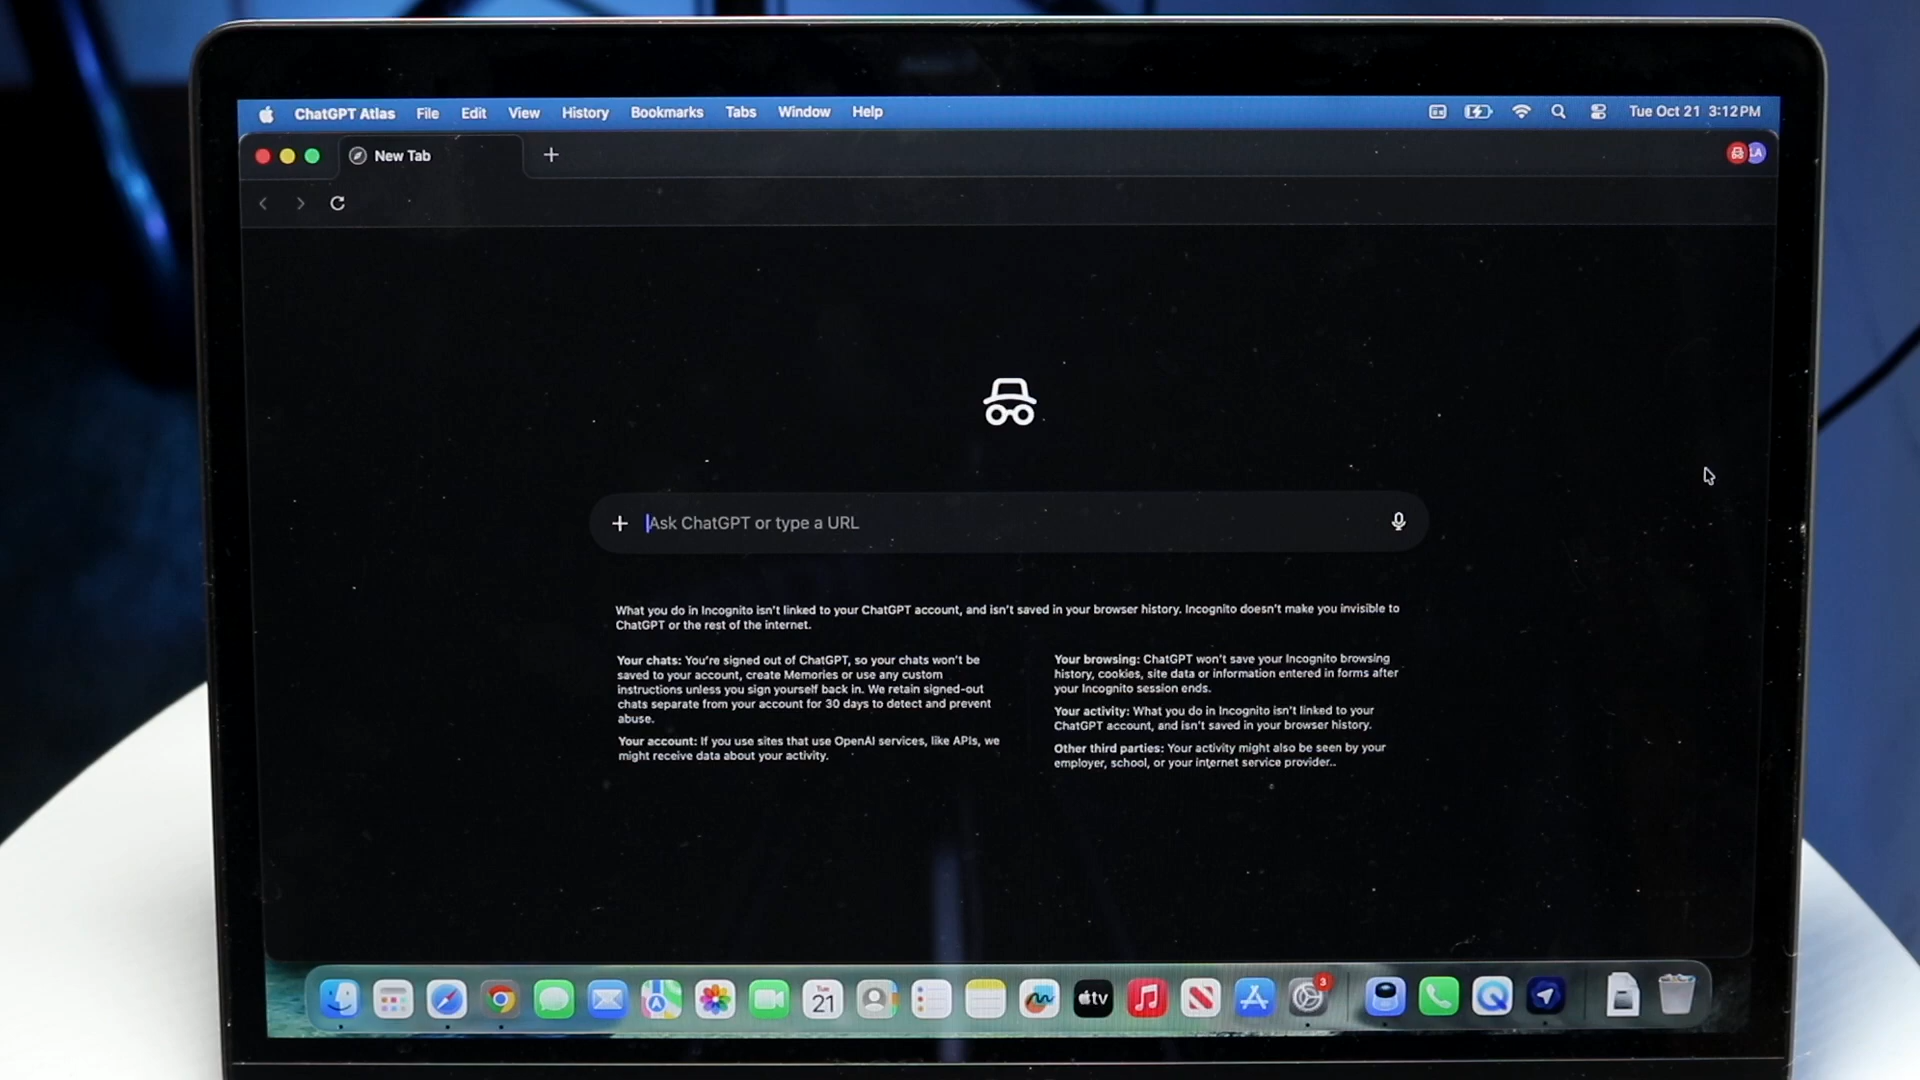 ChatGPT Atlas File Edit View History Bookmarks Tabs Window Help Tue Oct 21 3:12 PM
New Tab
LA
Ask ChatGPT or type a URL
What you do in Incognito isn't linked to your ChatGPT account, and isn't saved in your browser history. Incognito doesn't make you invisible to
ChatGPT or the rest of the internet.
Your chats: You're signed out of ChatGPT, so your chats won't be
saved to your account, create Memories or use any custom
instructions unless you sign yourself back in. We retain signed-out
chats separate from your account for 30 days to detect and prevent
abuse.
Your account: If you use sites that use OpenAI services, like APIs, we
might receive data about your activity.
Your browsing: ChatGPT won't save your Incognito browsing
history, cookies, site data or information entered in forms after
your Incognito session ends.
Your activity: What you do in Incognito isn't linked to your
ChatGPT account, and isn't saved in your browser history.
Other third parties: Your activity might also be seen by your
employer, school, or your internet service provider..
Tue
21
tv
3